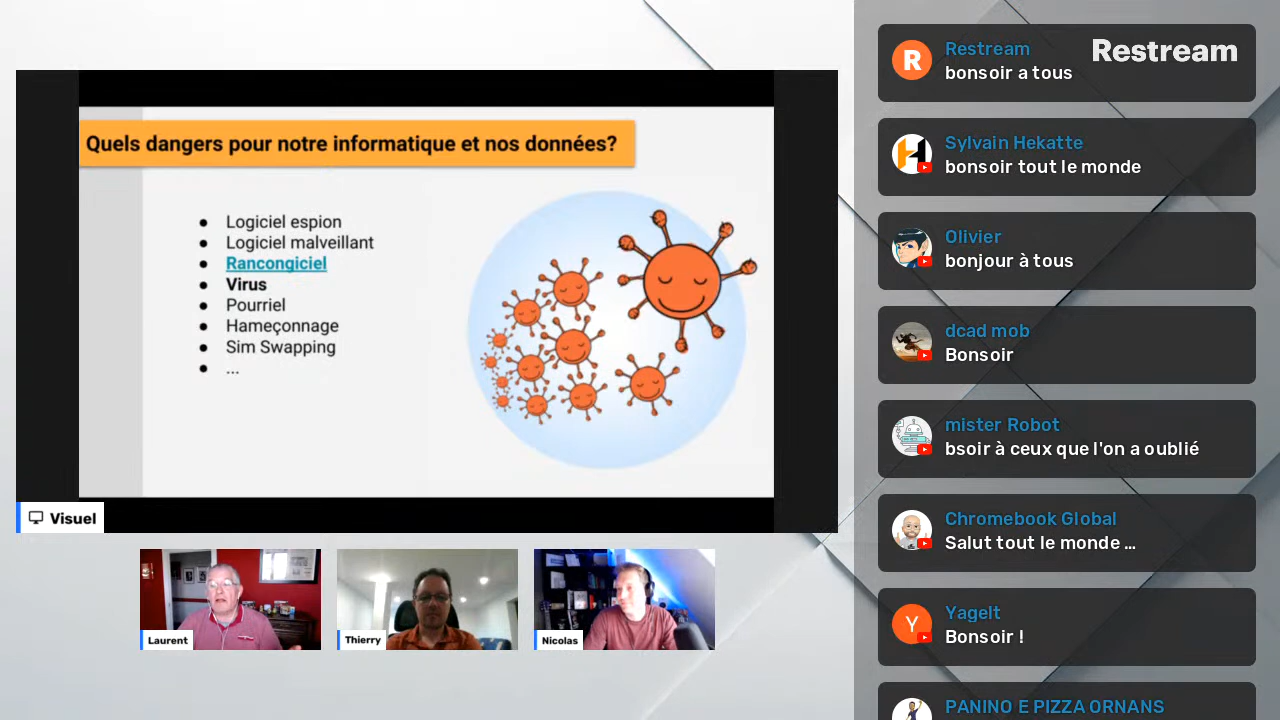 Quels dangers pour notre informatique et nos données?
● Logiciel espion
● Logiciel malveillant
● Rancongiciel
● Virus
● Pourriel
● Hameçonnage
● Sim Swapping
● ...
Visuel
Laurent
Thierry
Nicolas
Restream
R
Restream
bonsoir a tous
Sylvain Hekatte
bonsoir tout le monde
Olivier
bonjour à tous
dcad mob
Bonsoir
mister Robot
bsoir à ceux que l'on a oublié
Chromebook Global
Salut tout le monde ...
Y
YageIt
Bonsoir !
PANINO E PIZZA ORNANS